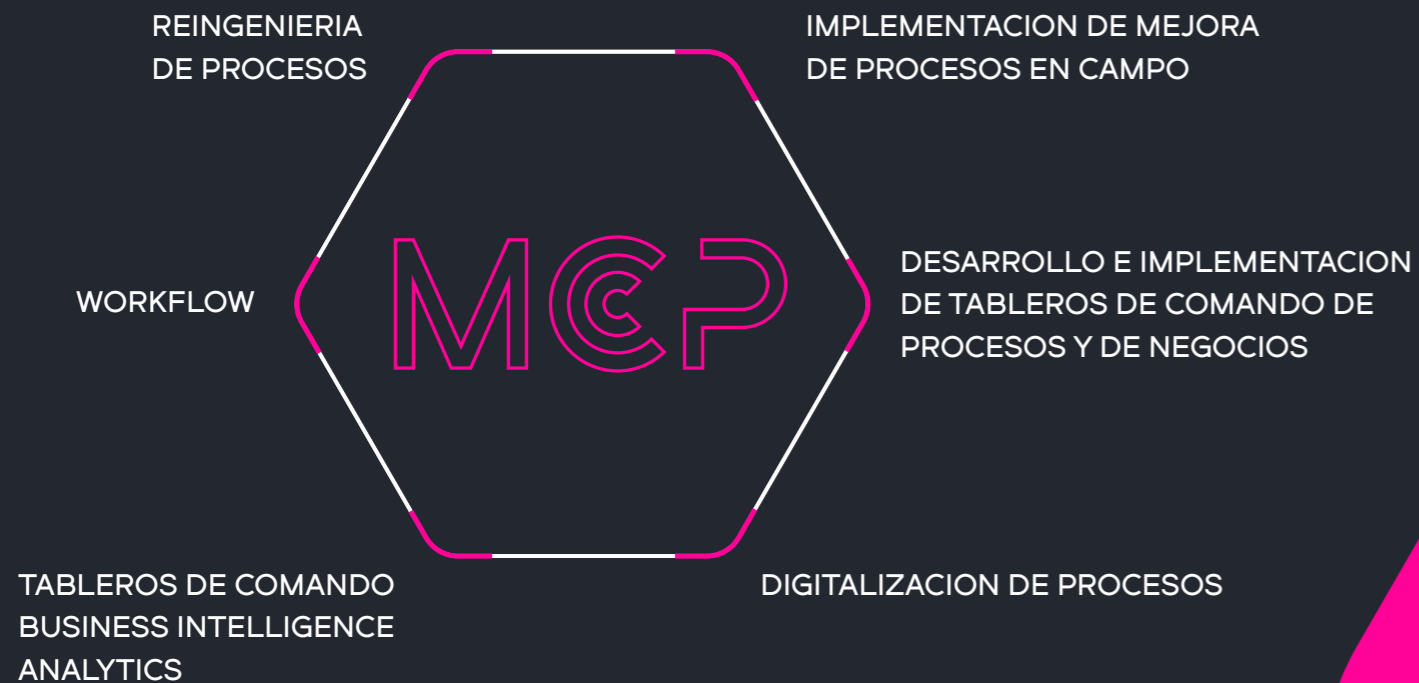 REINGENIERIA
DE PROCESOS
IMPLEMENTACION DE MEJORA
DE PROCESOS EN CAMPO
WORKFLOW
MCP
DESARROLLO E IMPLEMENTACION
DE TABLEROS DE COMANDO DE
PROCESOS Y DE NEGOCIOS
TABLEROS DE COMANDO
BUSINESS INTELLIGENCE
ANALYTICS
DIGITALIZACION DE PROCESOS